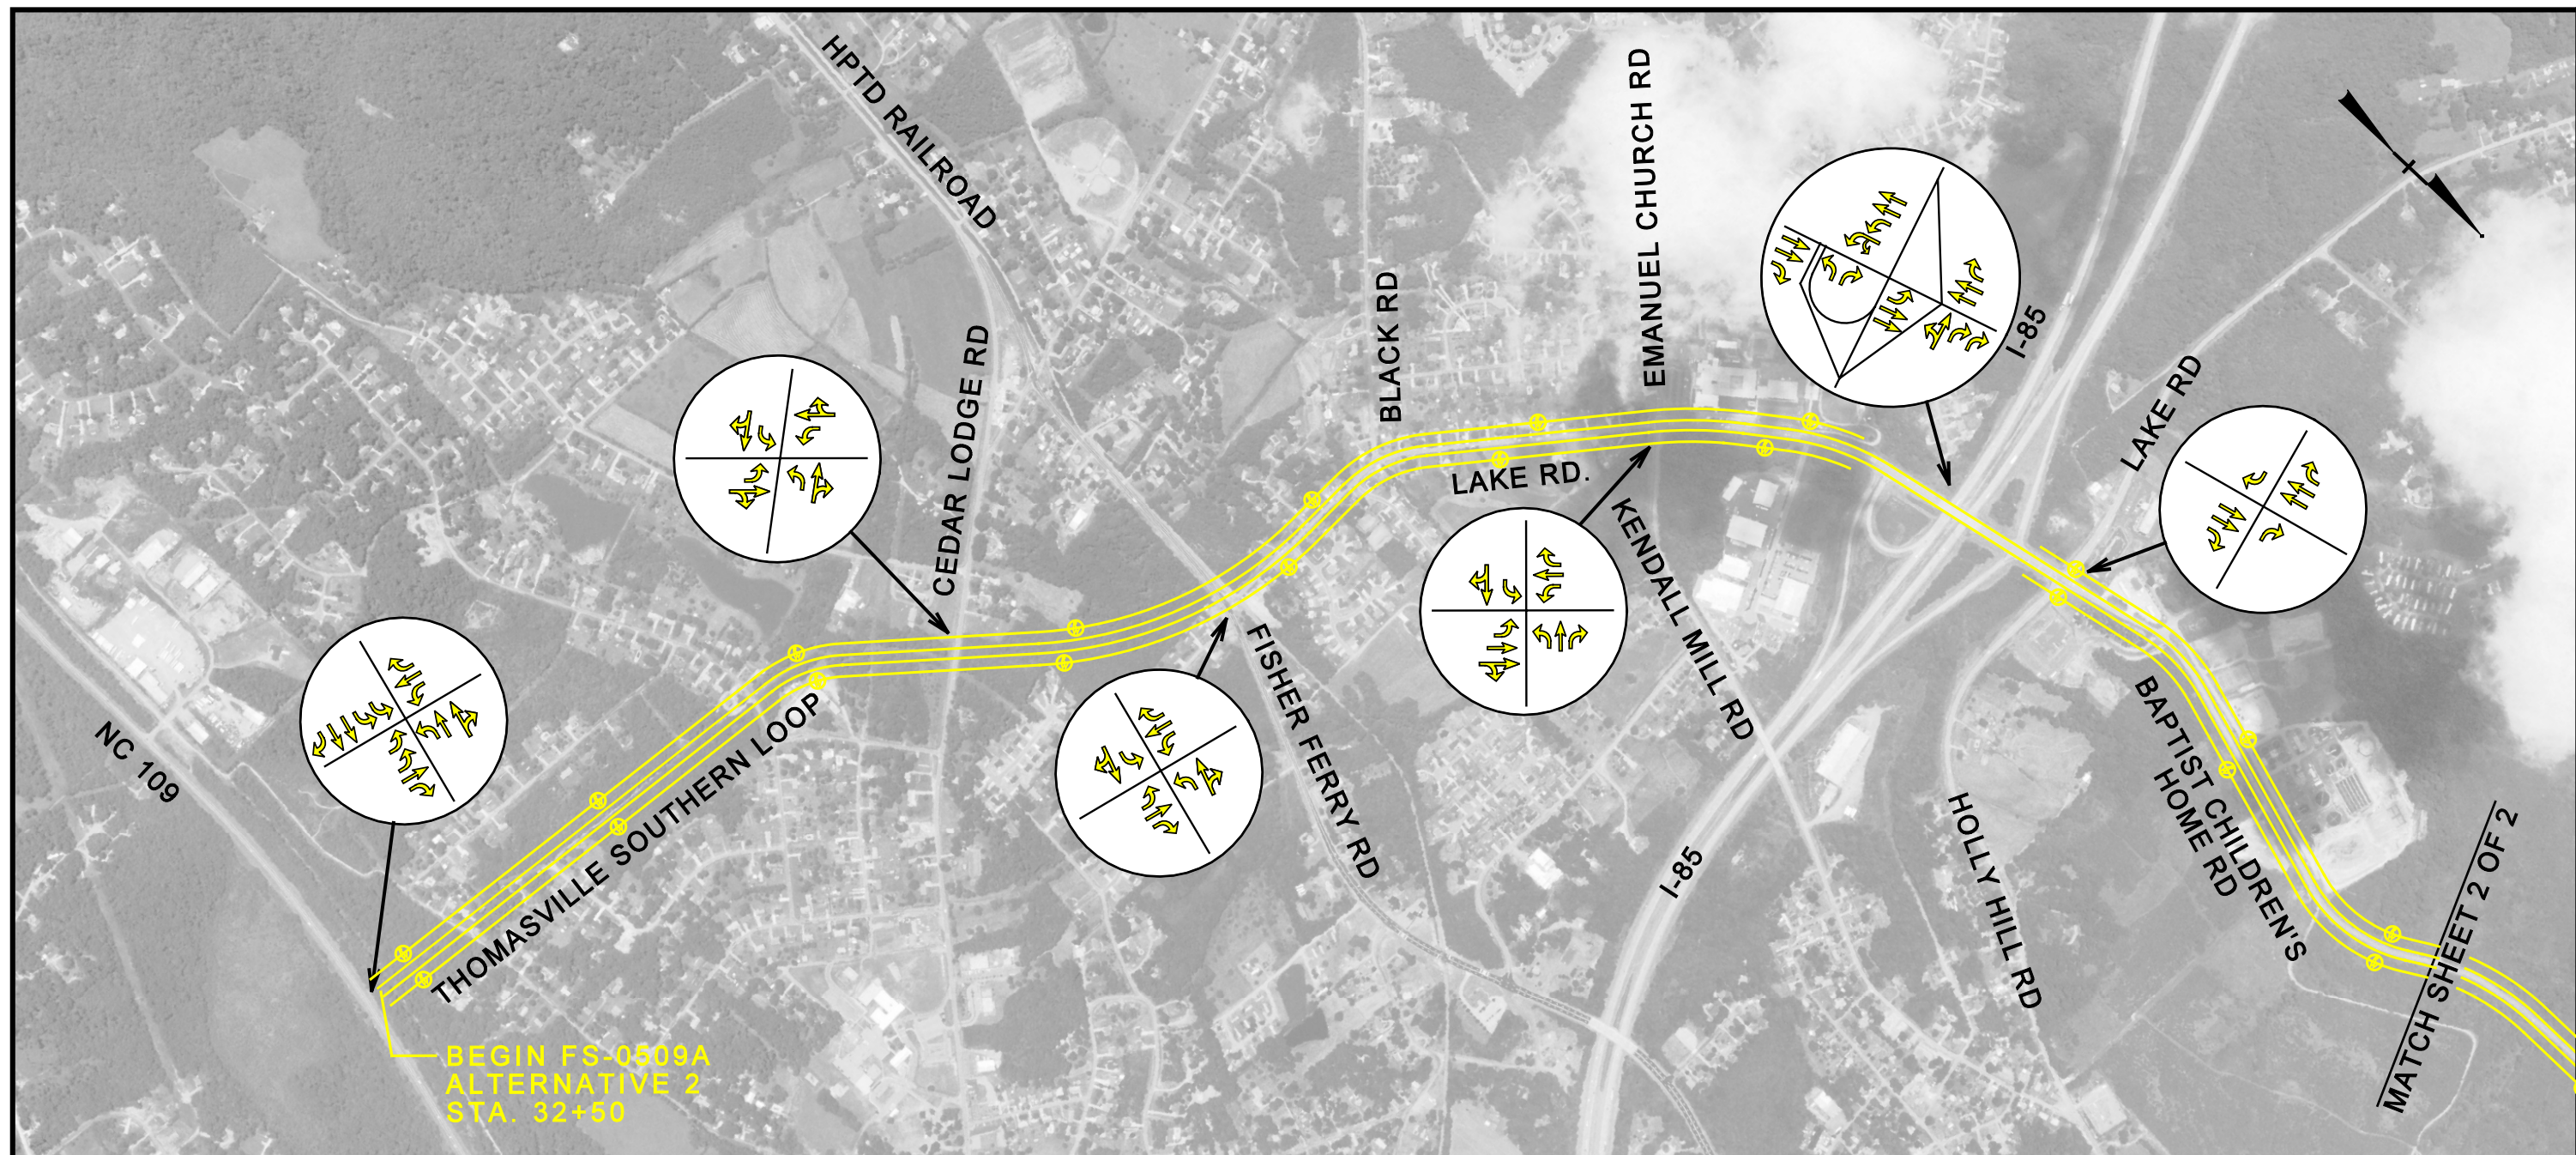 HPTD RAILROAD
CEDAR LODGE RD
BLACK RD
EMANUEL CHURCH RD
I-85
LAKE RD
LAKE RD.
KENDALL MILL RD
FISHER FERRY RD
NC 109
THOMASVILLE SOUTHERN LOOP
I-85
HOLLY HILL RD
BAPTIST CHILDREN'S
HOME RD
MATCH SHEET 2 OF 2
BEGIN FS-0509A
ALTERNATIVE 2
STA. 32+50